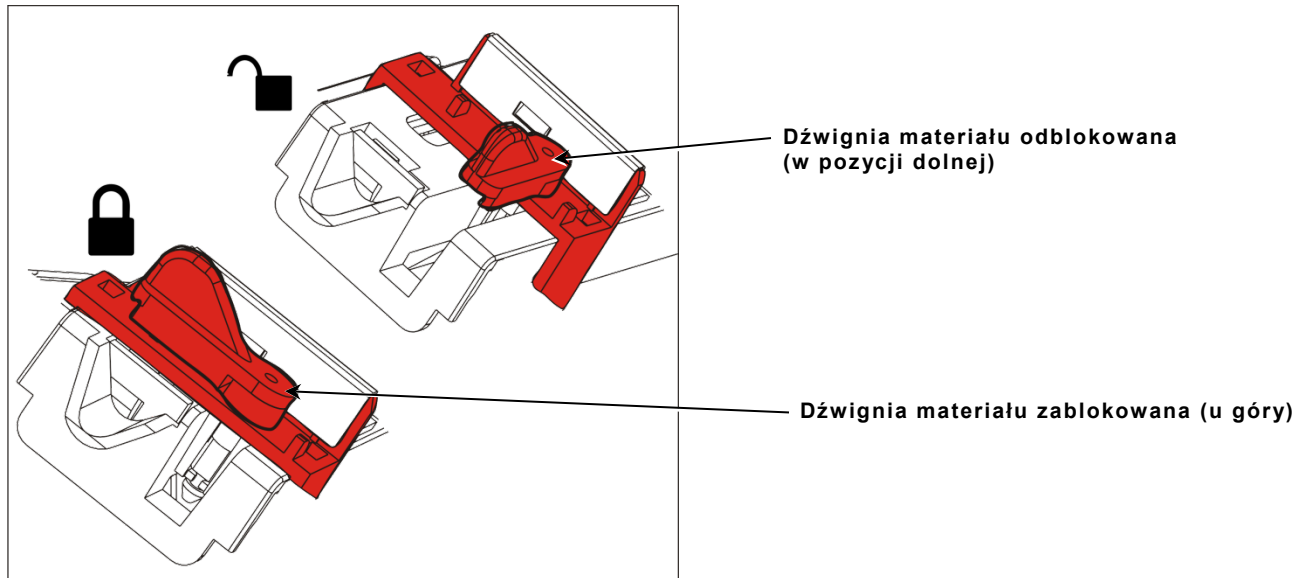 Dźwignia materiału odblokowana
(w pozycji dolnej)
Dźwignia materiału zablokowana (u góry)